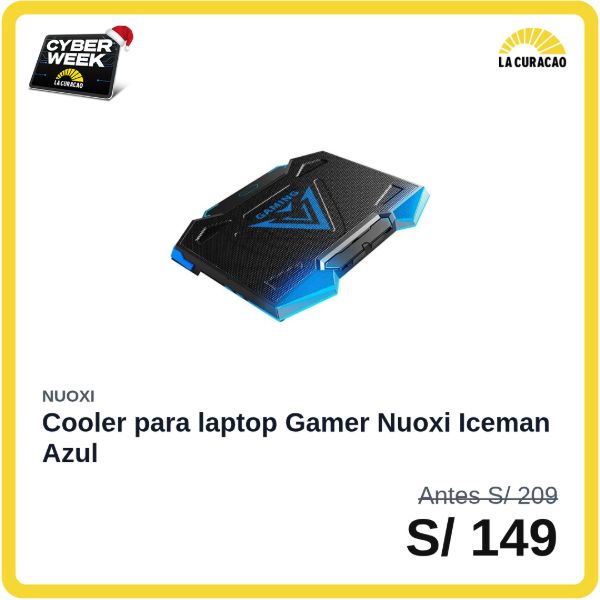 CYBER
WEEK
LA CURACAO
LA CURACAO
GAMING
NUOXI
Cooler para laptop Gamer Nuoxi Iceman
Azul
Antes S/ 209
S/ 149